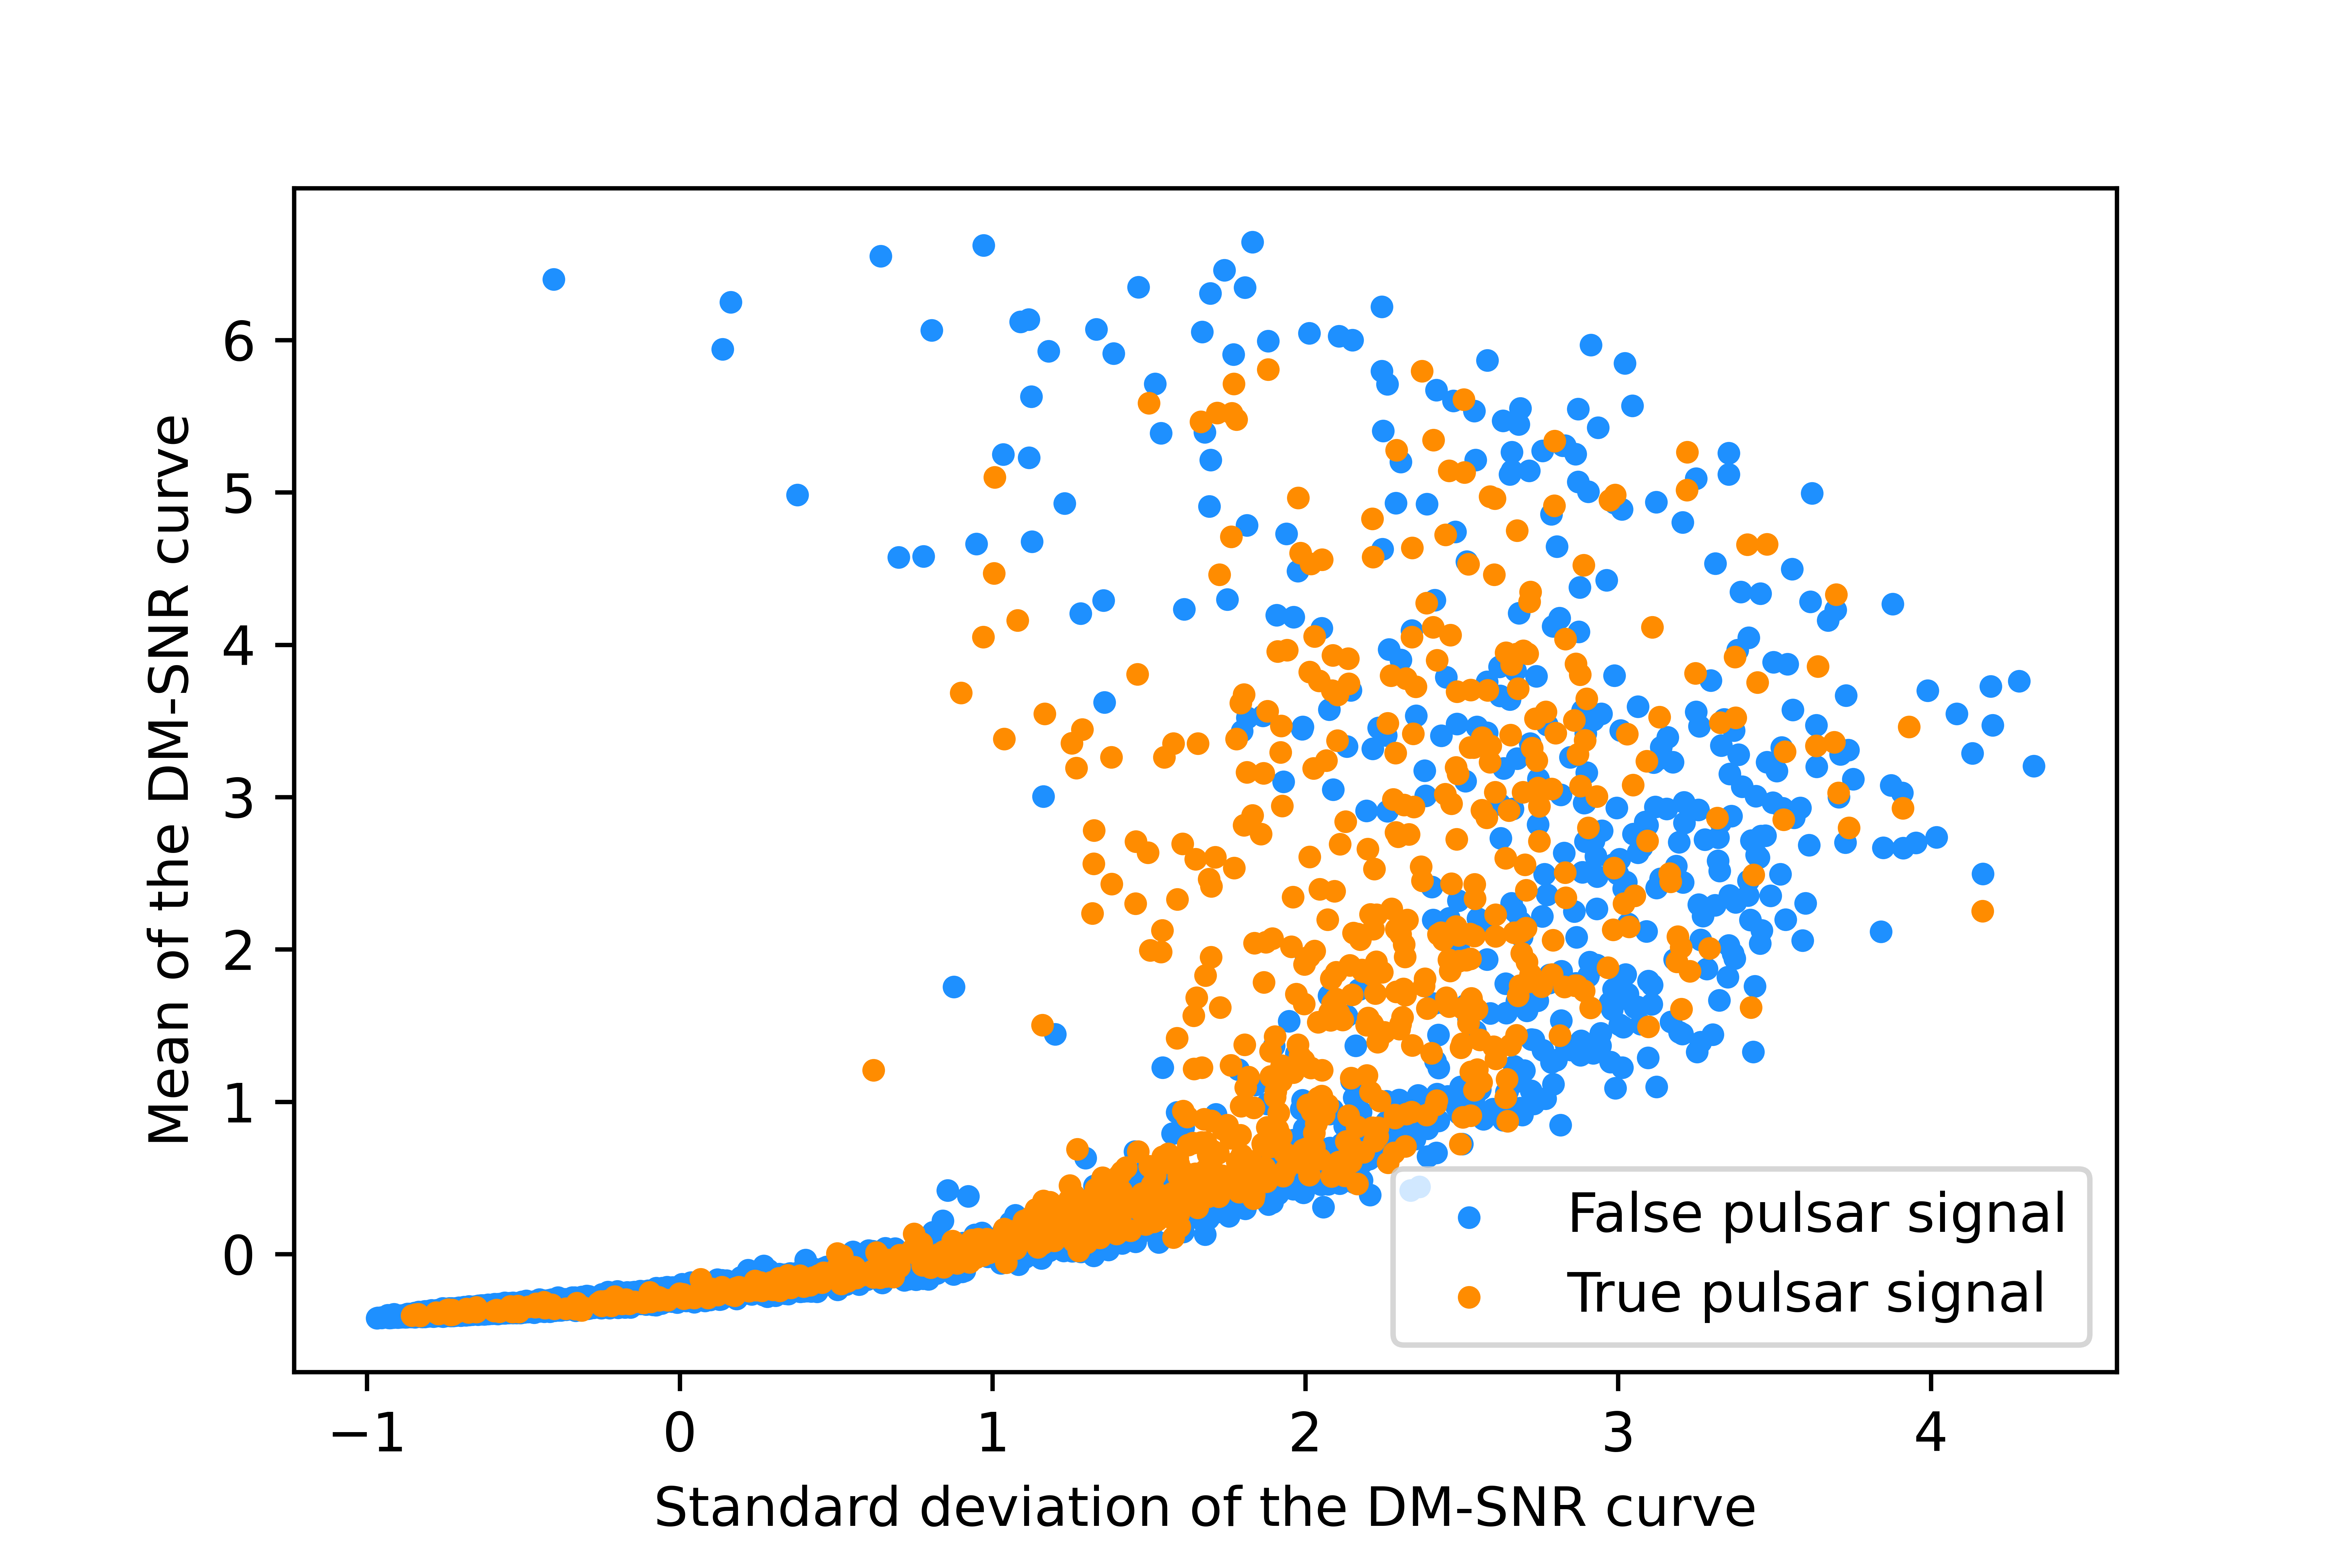 Mean of the DM-SNR curve
6
5
4
3
2
1
0
−1 0 1 2 3 4
Standard deviation of the DM-SNR curve
False pulsar signal
True pulsar signal